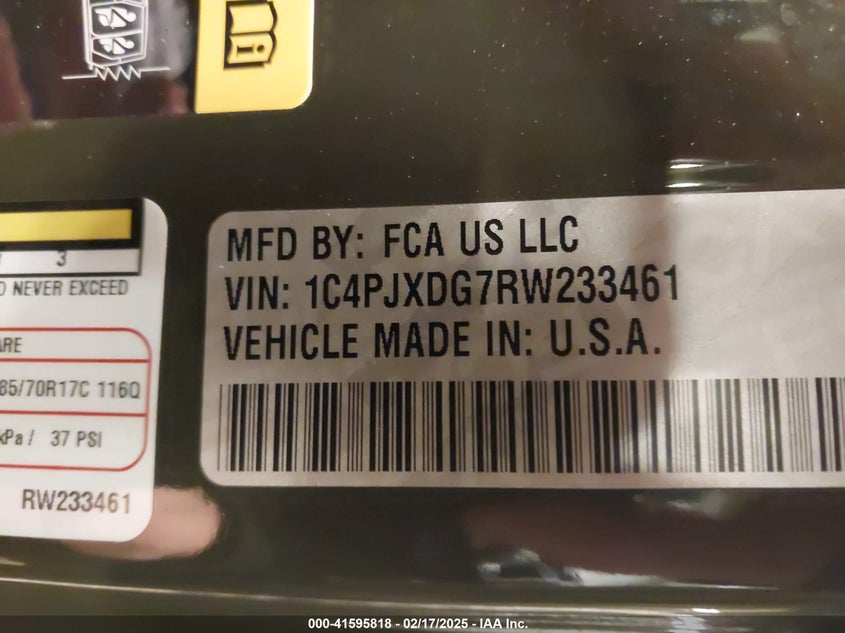 3
NEVER EXCEED
85/70R17C 116Q
kPa / 37 PSI
RW233461
MFD BY: FCA US LLC
VIN: 1C4PJXDG7RW233461
VEHICLE MADE IN: U.S.A.
000-41595818 - 02/17/2025 - IAA Inc.